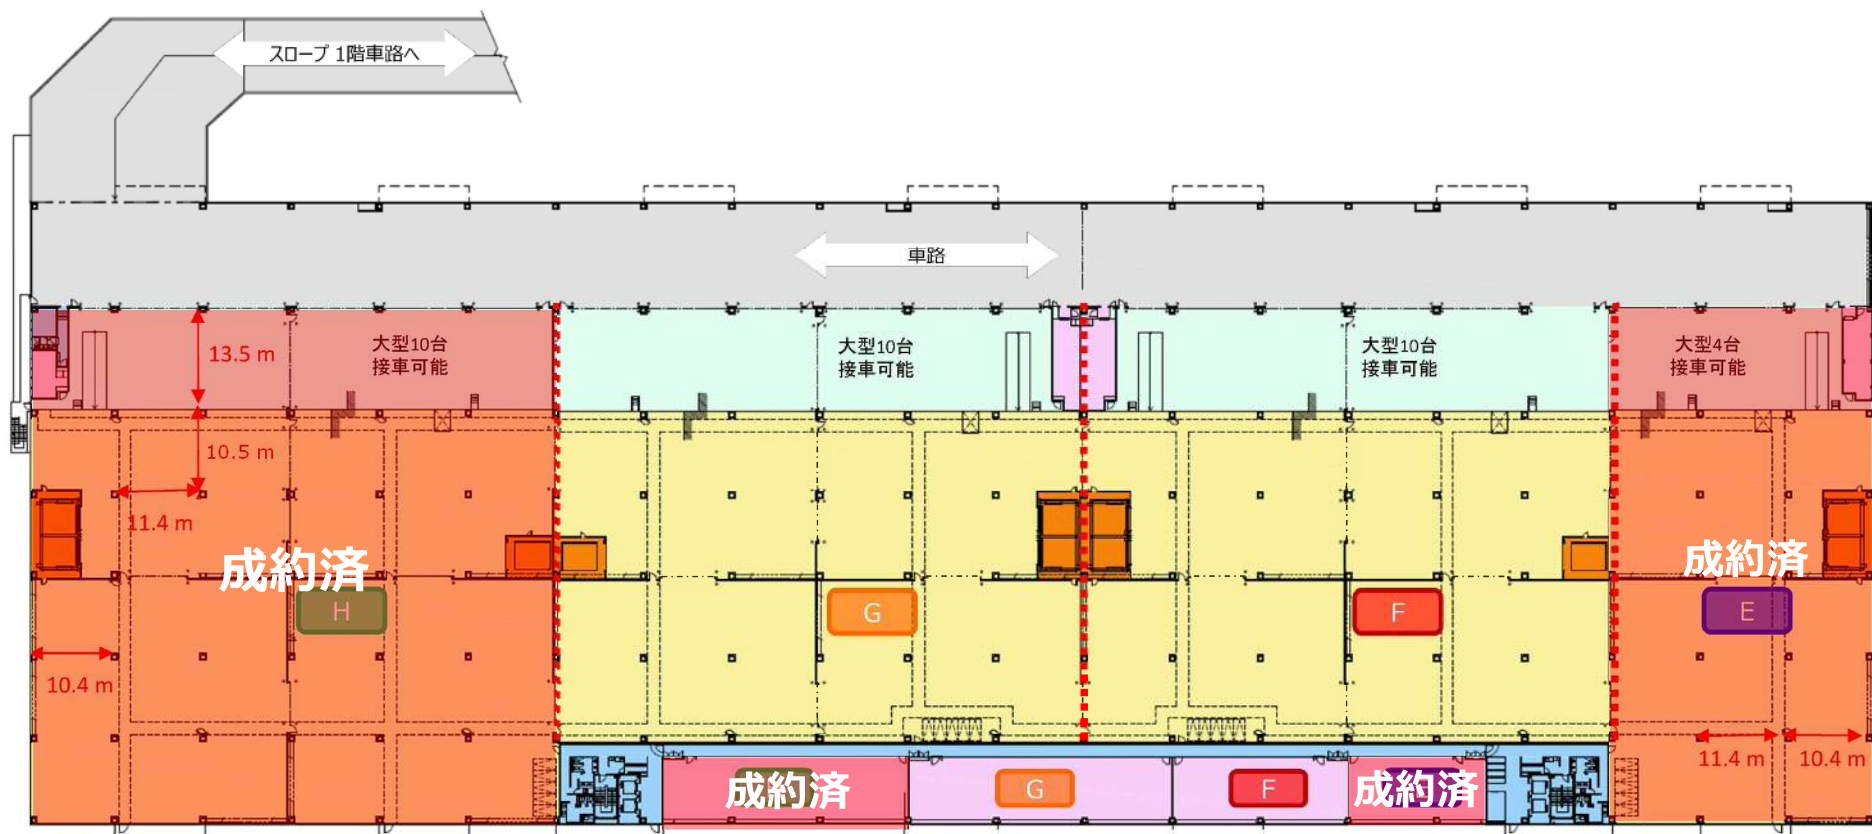 スロープ 1階車路へ
車路
13.5 m
大型10台
接車可能
大型10台
接車可能
大型10台
接車可能
大型4台
接車可能
10.5 m
11.4 m
成約済
成約済
H
G
F
E
10.4 m
11.4 m
10.4 m
成約済
G
F
成約済